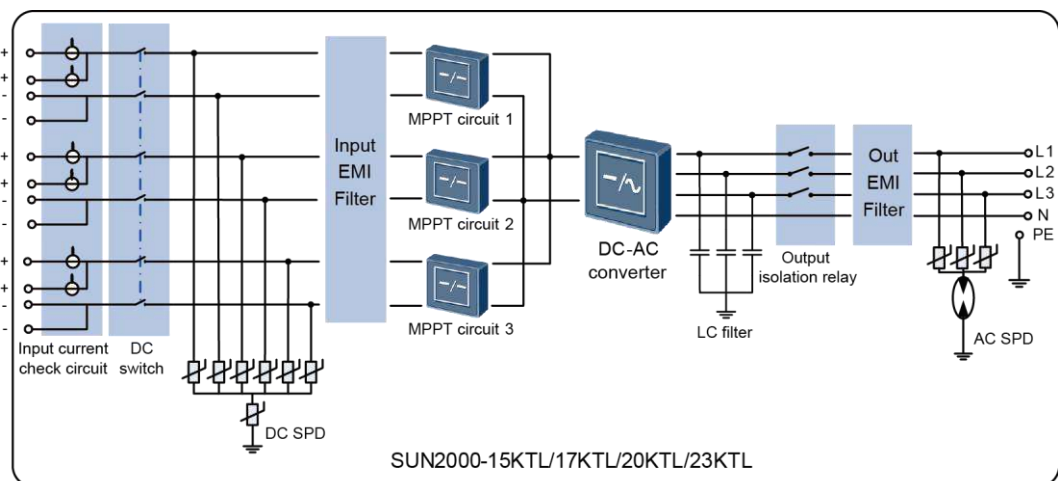 +
+
-
-
+
+
-
-
+
+
-
-
Input current
check circuit
DC
switch
DC SPD
Input
EMI
Filter
MPPT circuit 1
MPPT circuit 2
MPPT circuit 3
DC-AC
converter
LC filter
Output
isolation relay
Out
EMI
Filter
L1
L2
L3
N
PE
AC SPD
SUN2000-15KTL/17KTL/20KTL/23KTL